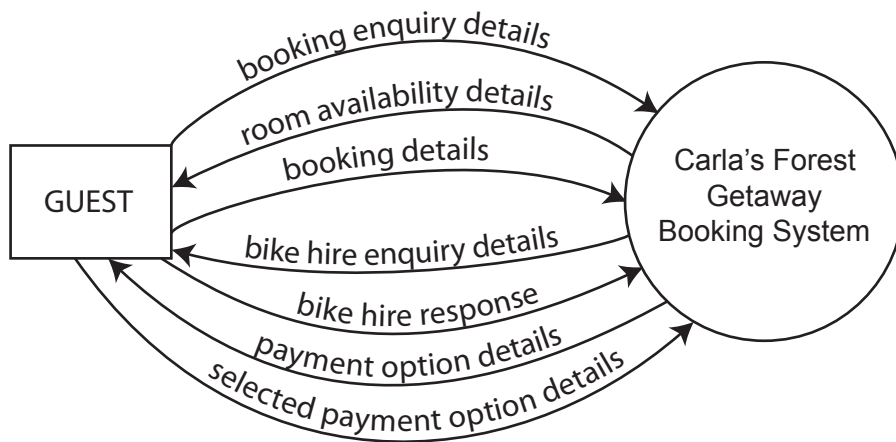 booking enquiry details
room availability details
booking details
GUEST
Carla’s Forest
Getaway
Booking System
bike hire enquiry details
bike hire response
payment option details
selected payment option details